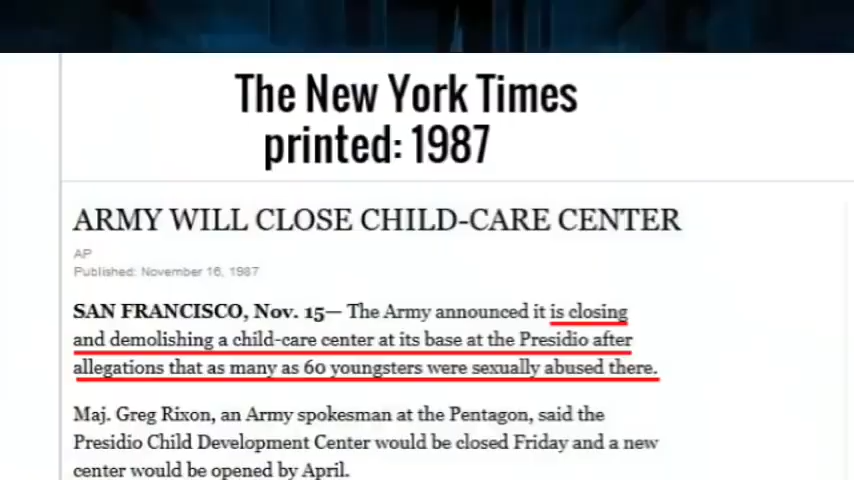 The New York Times
printed: 1987
ARMY WILL CLOSE CHILD-CARE CENTER
AP
Published: November 16, 1987
SAN FRANCISCO, Nov. 15— The Army announced it is closing
and demolishing a child-care center at its base at the Presidio after
allegations that as many as 60 youngsters were sexually abused there.
Maj. Greg Rixon, an Army spokesman at the Pentagon, said the
Presidio Child Development Center would be closed Friday and a new
center would be opened by April.